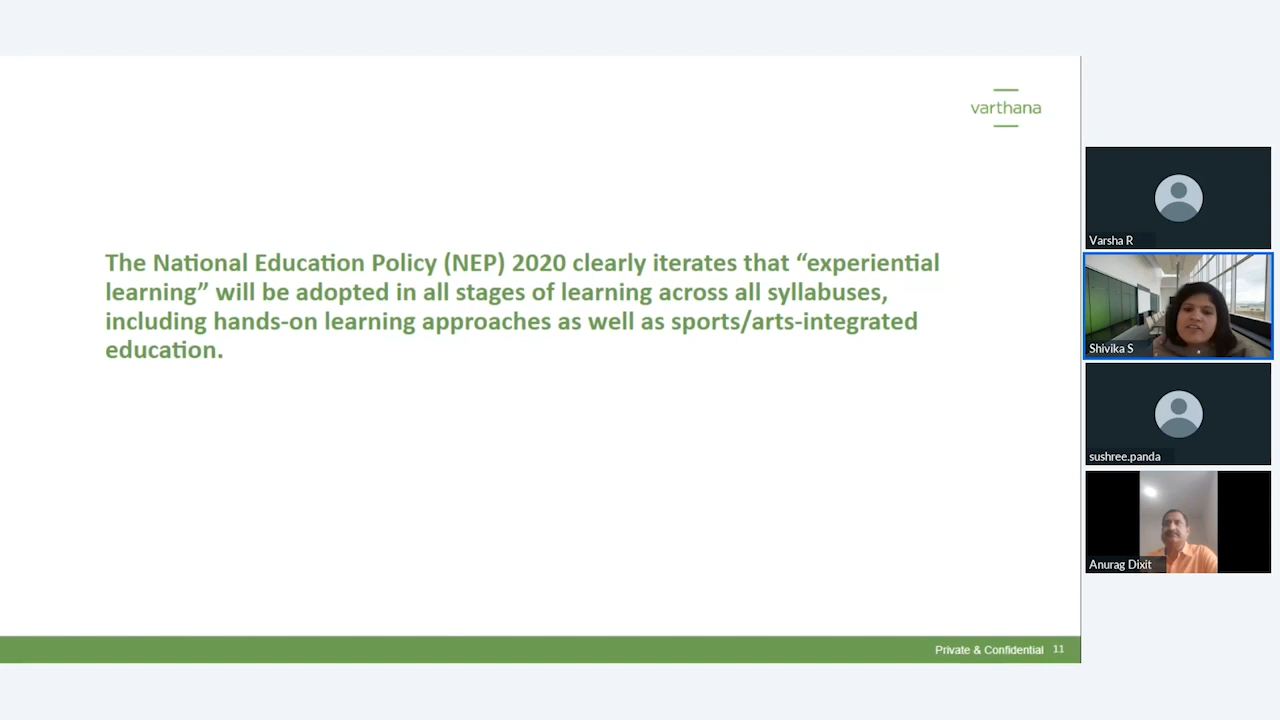 varthana
The National Education Policy (NEP) 2020 clearly iterates that “experiential
learning” will be adopted in all stages of learning across all syllabuses,
including hands-on learning approaches as well as sports/arts-integrated
education.
Private & Confidential 11
Varsha R
Shivika S
sushree.panda
Anurag Dixit